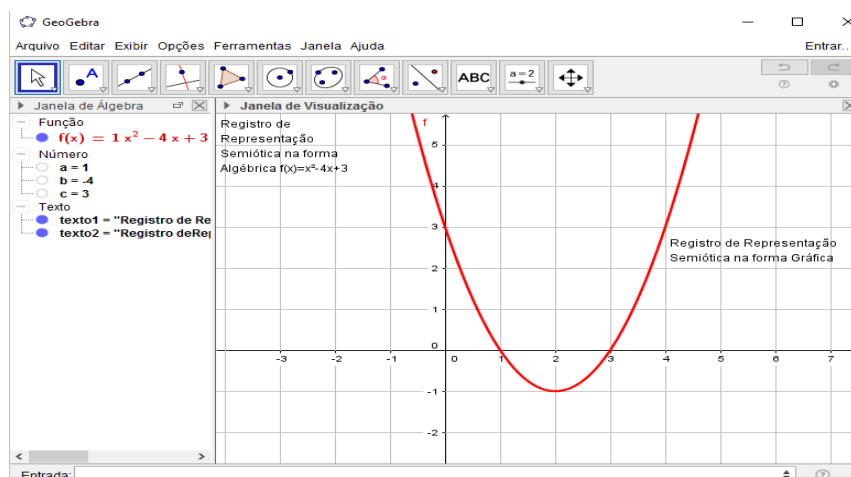 GeoGebra
Arquivo Editar Exibir Opções Ferramentas Janela Ajuda
Entrar...
A
α
ABC
a = 2
Janela de Álgebra
Janela de Visualização
Função
f(x) = 1 x² − 4 x + 3
Número
a = 1
b = -4
c = 3
Texto
texto1 = "Registro de Re
texto2 = "Registro deRe
Registro de
Representação
Semiótica na forma
Algébrica f(x)=x²-4x+3
f
Registro de Representação
Semiótica na forma Gráfica
5
4
3
2
1
0
-1
-2
-3 -2 -1 0 1 2 3 4 5 6 7
Entrada: